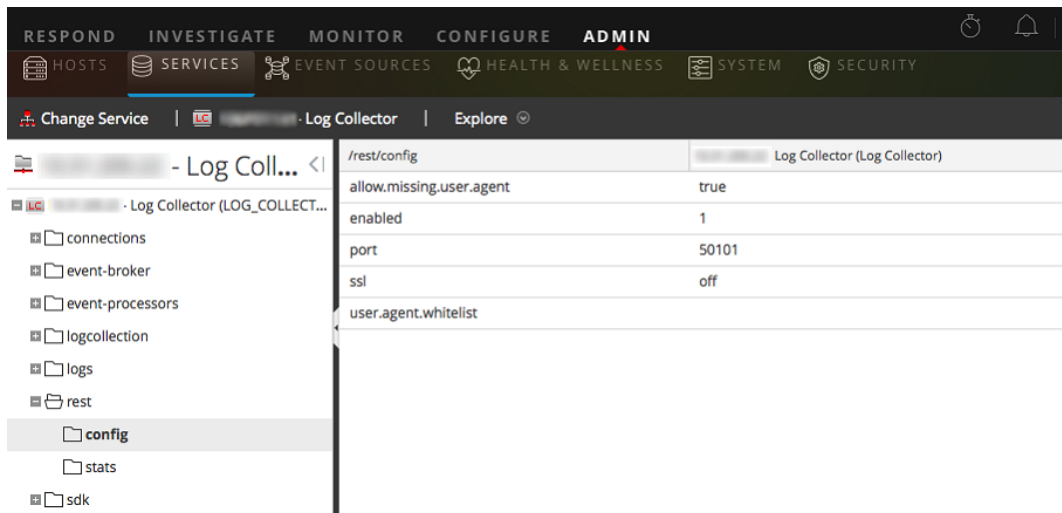 RESPOND INVESTIGATE MONITOR CONFIGURE ADMIN
HOSTS SERVICES EVENT SOURCES HEALTH & WELLNESS SYSTEM SECURITY
Change Service | LC - Log Collector | Explore
- Log Coll...
/rest/config Log Collector (Log Collector)
LC - Log Collector (LOG_COLLECT...
allow.missing.user.agent true
enabled 1
connections
port 50101
event-broker
ssl off
event-processors
user.agent.whitelist
logcollection
logs
rest
config
stats
sdk